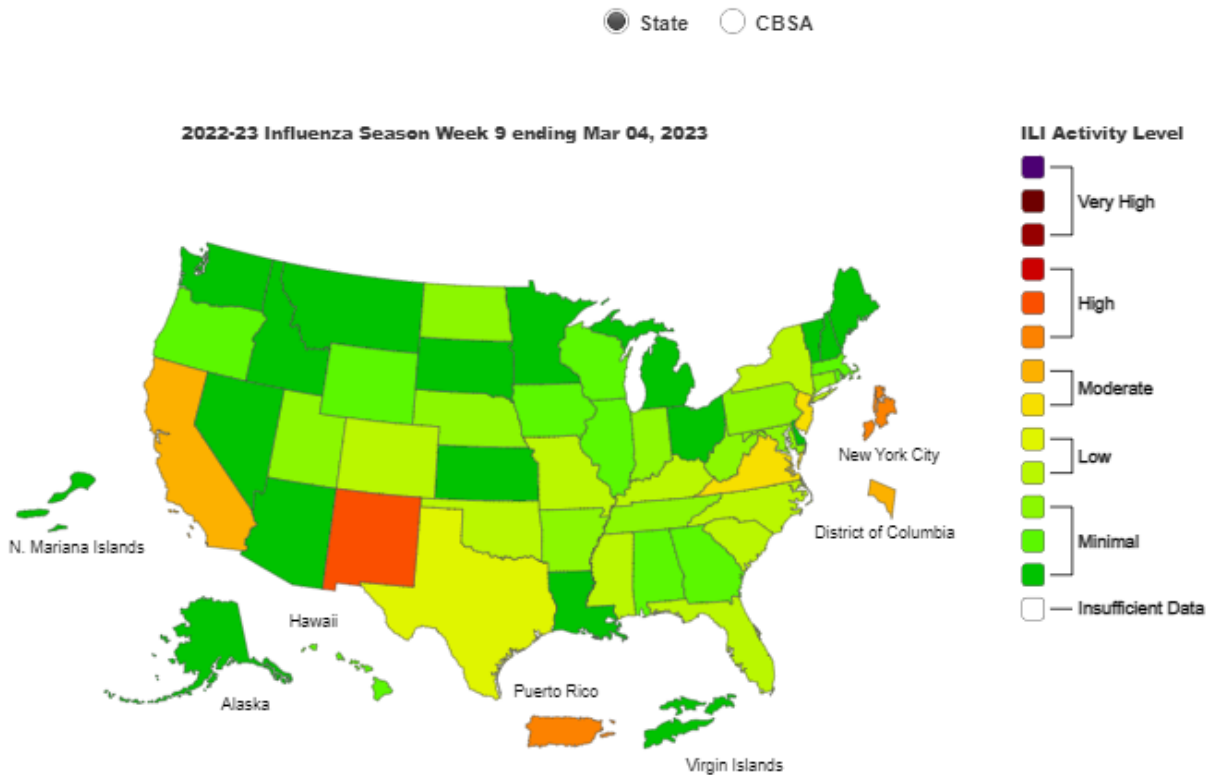 State CBSA
2022-23 Influenza Season Week 9 ending Mar 04, 2023
ILI Activity Level
Very High
High
Moderate
Low
New York City
District of Columbia
N. Mariana Islands
Minimal
Insufficient Data
Hawaii
Alaska
Puerto Rico
Virgin Islands